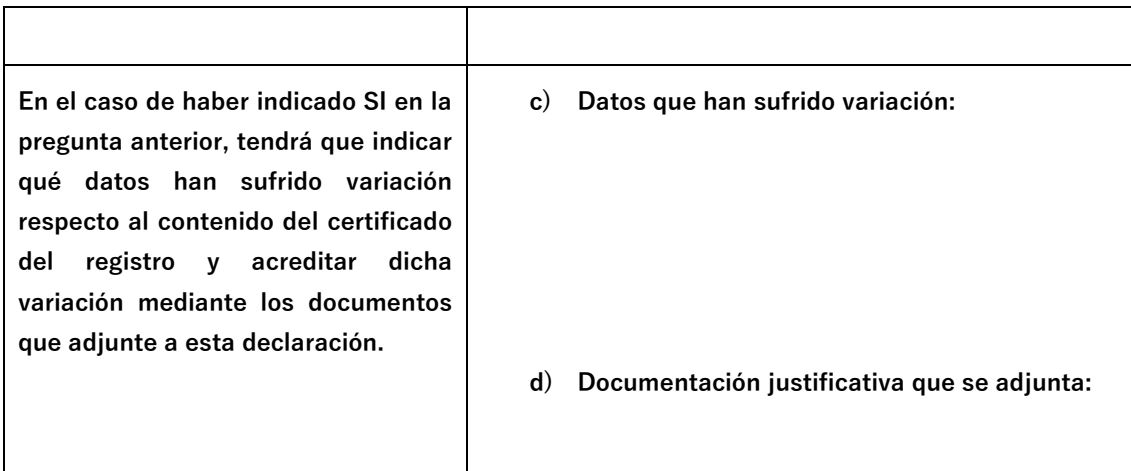 En el caso de haber indicado SI en la
pregunta anterior, tendrá que indicar
qué datos han sufrido variación
respecto al contenido del certificado
del registro y acreditar dicha
variación mediante los documentos
que adjunte a esta declaración.
c) Datos que han sufrido variación:
d) Documentación justificativa que se adjunta: